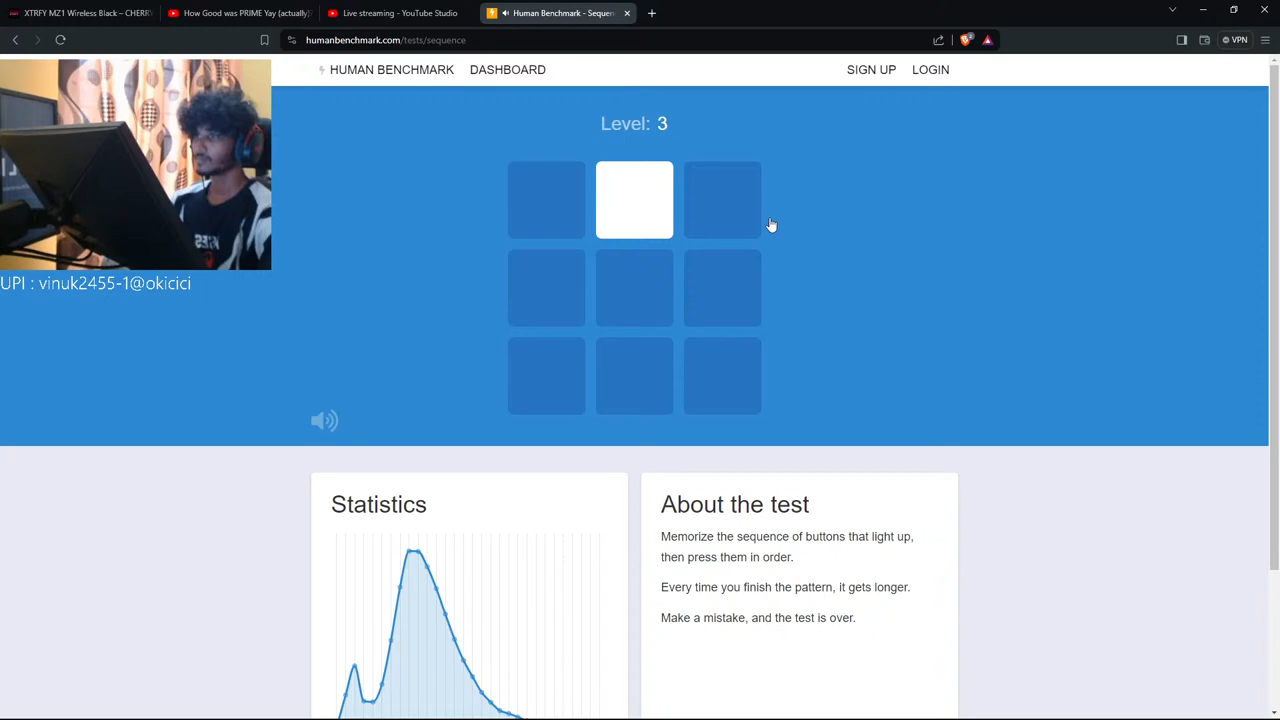 XTRFY MZ1 Wireless Black – CHERRY
How Good was PRIME Yay (actually)
Live streaming - YouTube Studio
Human Benchmark - Sequen
humanbenchmark.com/tests/sequence
2
VPN
HUMAN BENCHMARK
DASHBOARD
SIGN UP
LOGIN
Level: 3
UPI : vinuk2455-1@okicici
Statistics
About the test
Memorize the sequence of buttons that light up,
then press them in order.
Every time you finish the pattern, it gets longer.
Make a mistake, and the test is over.